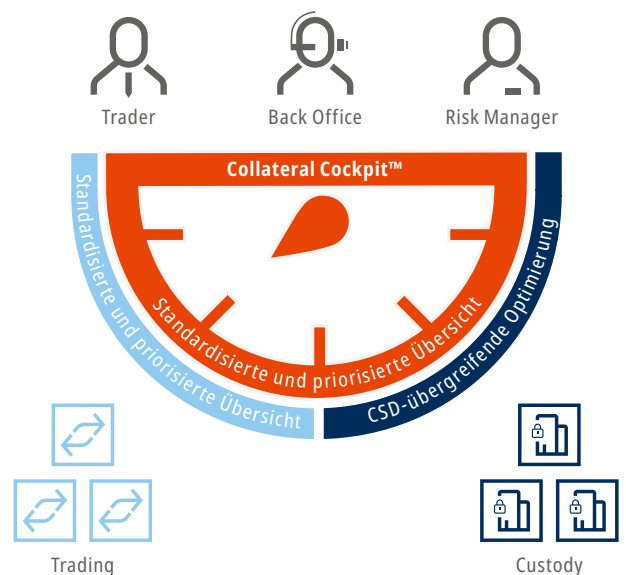 Trader
Back Office
Risk Manager
Collateral Cockpit™
Standardisierte und priorisierte Übersicht
Standardisierte und priorisierte Übersicht
CSD-übergreifende Optimierung
Trading
Custody